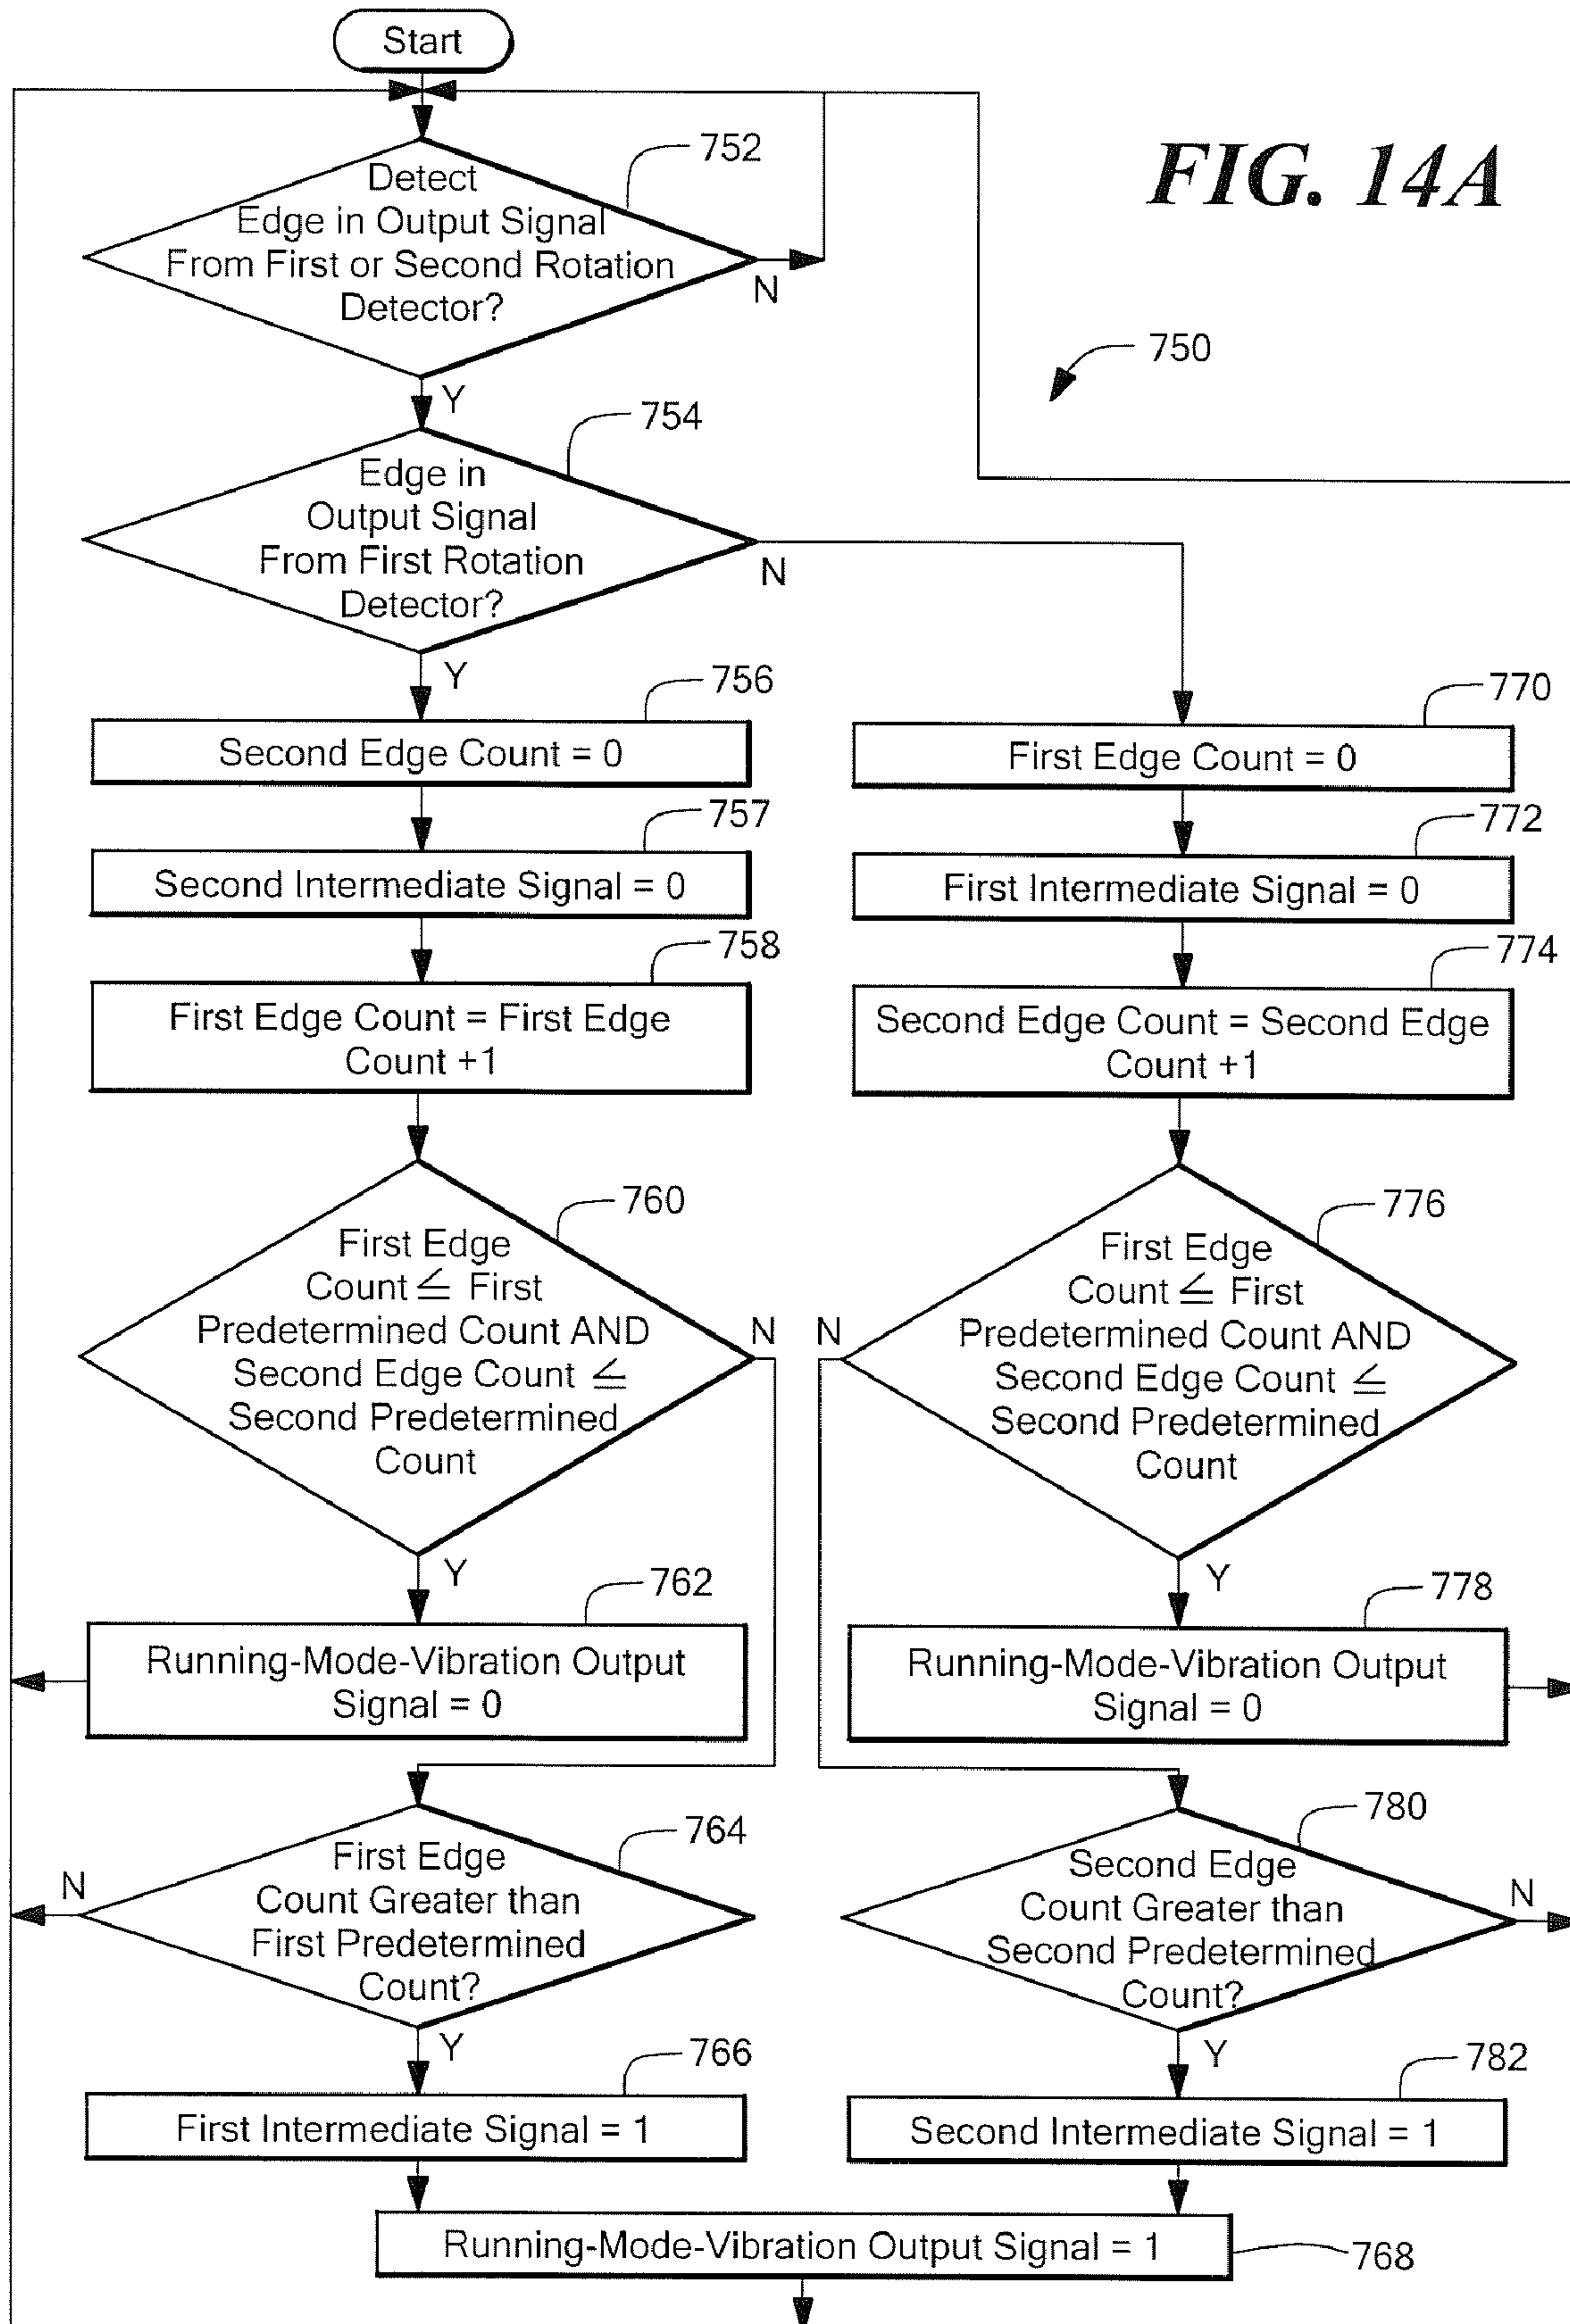 Start
FIG. 14A
752
Detect
Edge in Output Signal
From First or Second Rotation
Detector?
N
750
Y
754
Edge in
Output Signal
From First Rotation
Detector?
N
Y
756
Second Edge Count = 0
757
Second Intermediate Signal = 0
758
First Edge Count = First Edge
Count +1
760
First Edge
Count ≦ First
Predetermined Count AND
Second Edge Count ≦
Second Predetermined
Count
N
Y
762
Running-Mode-Vibration Output
Signal = 0
764
First Edge
Count Greater than
First Predetermined
Count?
N
Y
766
First Intermediate Signal = 1
770
First Edge Count = 0
772
First Intermediate Signal = 0
774
Second Edge Count = Second Edge
Count +1
776
First Edge
Count ≦ First
Predetermined Count AND
Second Edge Count ≦
Second Predetermined
Count
N
Y
778
Running-Mode-Vibration Output
Signal = 0
780
Second Edge
Count Greater than
Second Predetermined
Count?
N
Y
782
Second Intermediate Signal = 1
Running-Mode-Vibration Output Signal = 1
768